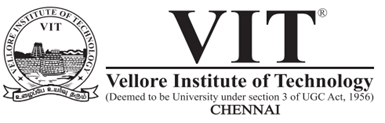 VELLORE INSTITUTE OF TECHNOLOGY
VIT
VIT®
Vellore Institute of Technology
(Deemed to be University under section 3 of UGC Act, 1956)
CHENNAI